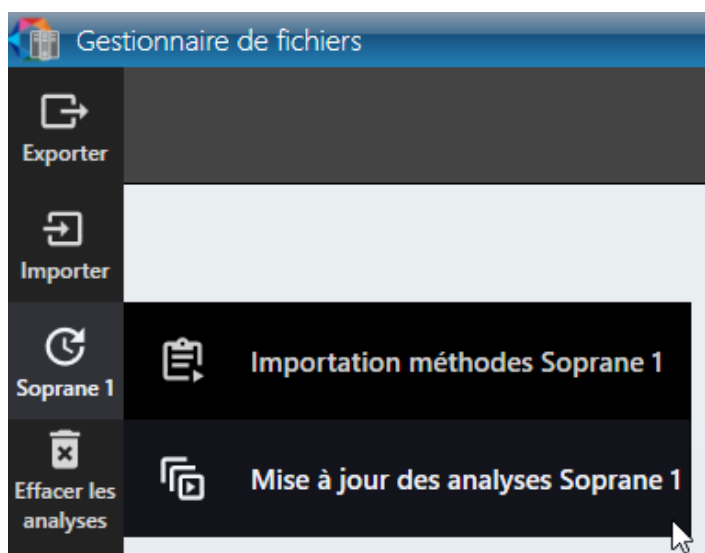 Gestionnaire de fichiers
Exporter
Importer
Soprane 1
Importation méthodes Soprane 1
Mise à jour des analyses Soprane 1
Effacer les
analyses